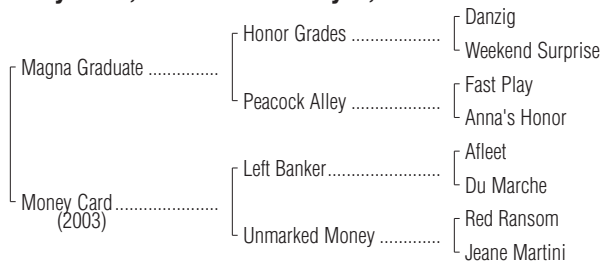 Danzig
Honor Grades ...................
Weekend Surprise
Magna Graduate ...............
Fast Play
Peacock Alley ...................
Anna's Honor
Afleet
Left Banker........................
Du Marche
Money Card ......................
(2003)
Red Ransom
Unmarked Money .............
Jeane Martini